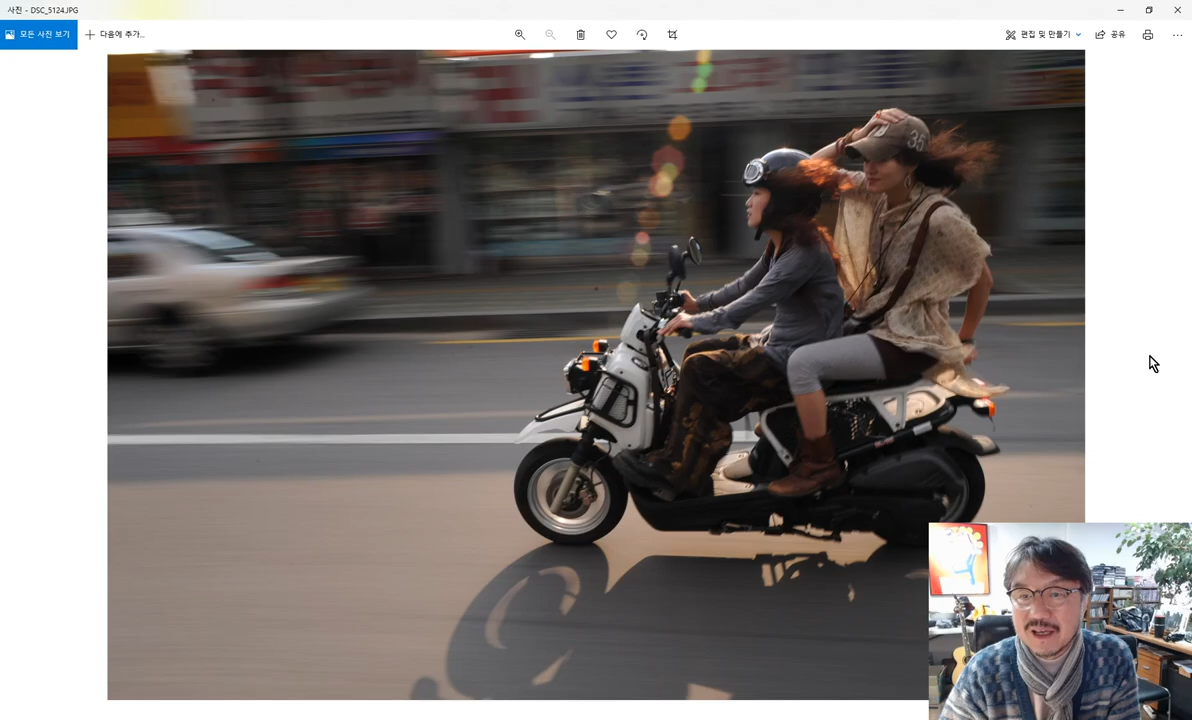 사진 - DSC_5124.JPG
모든 사진 보기
다음에 추가...
편집 및 만들기
공유
35